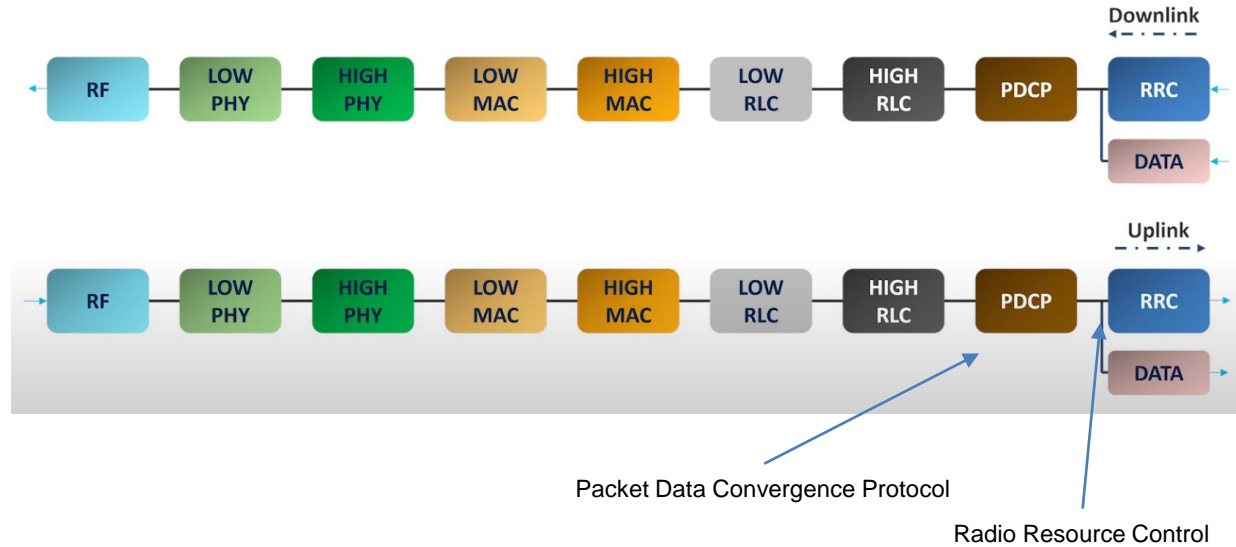 Downlink
RF
LOW
PHY
HIGH
PHY
LOW
MAC
HIGH
MAC
LOW
RLC
HIGH
RLC
PDCP
RRC
DATA
Uplink
RF
LOW
PHY
HIGH
PHY
LOW
MAC
HIGH
MAC
LOW
RLC
HIGH
RLC
PDCP
RRC
DATA
Packet Data Convergence Protocol
Radio Resource Control